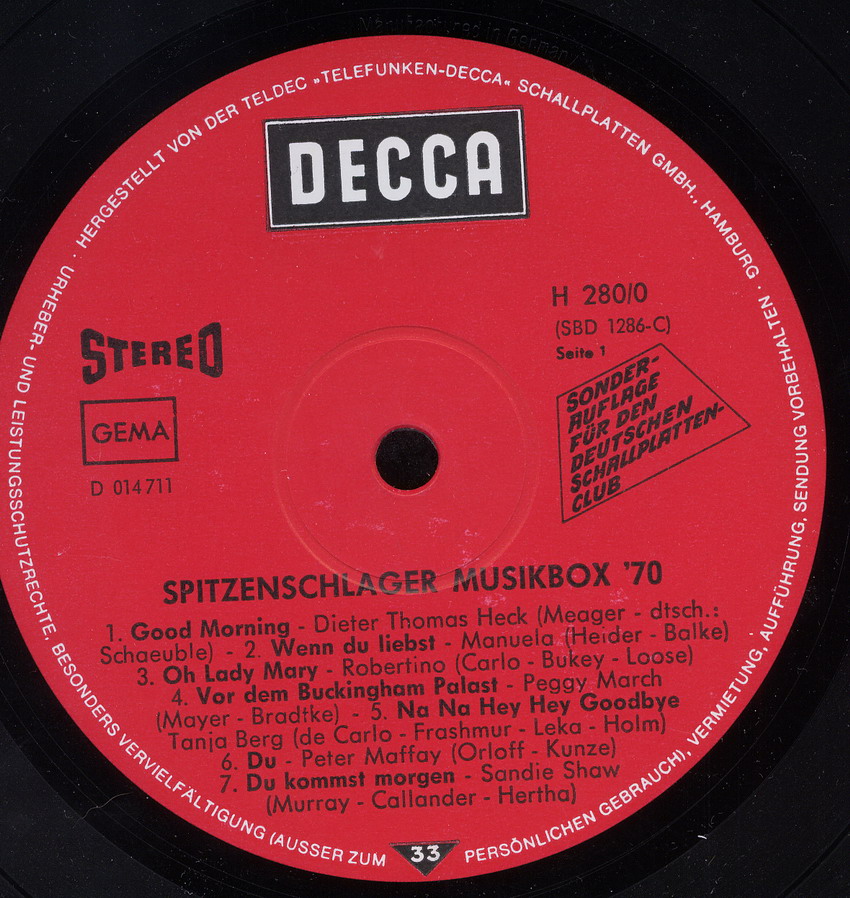 Manufactured in Germany
HERGESTELLT VON DER TELDEC »TELEFUNKEN-DECCA« SCHALLPLATTEN GMBH., HAMBURG · URHEBER- UND LEISTUNGSSCHUTZRECHTE, BESONDERS VERVIELFÄLTIGUNG (AUSSER ZUM PERSÖNLICHEN GEBRAUCH), VERMIETUNG, AUFFÜHRUNG, SENDUNG VORBEHALTEN ·
DECCA
STEREO
GEMA
D 014711
H 280/0
(SBD 1286-C)
Seite 1
SONDER-
AUFLAGE
FÜR DEN
DEUTSCHEN
SCHALLPLATTEN-
CLUB
SPITZENSCHLAGER MUSIKBOX '70
1. Good Morning - Dieter Thomas Heck (Meager - dtsch.:
Schaeuble) - 2. Wenn du liebst - Manuela (Heider - Balke)
3. Oh Lady Mary - Robertino (Carlo - Bukey - Loose)
4. Vor dem Buckingham Palast - Peggy March
(Mayer - Bradtke) - 5. Na Na Hey Hey Goodbye
Tanja Berg (de Carlo - Frashmur - Leka - Holm)
6. Du - Peter Maffay (Orloff - Kunze)
7. Du kommst morgen - Sandie Shaw
(Murray - Callander - Hertha)
33